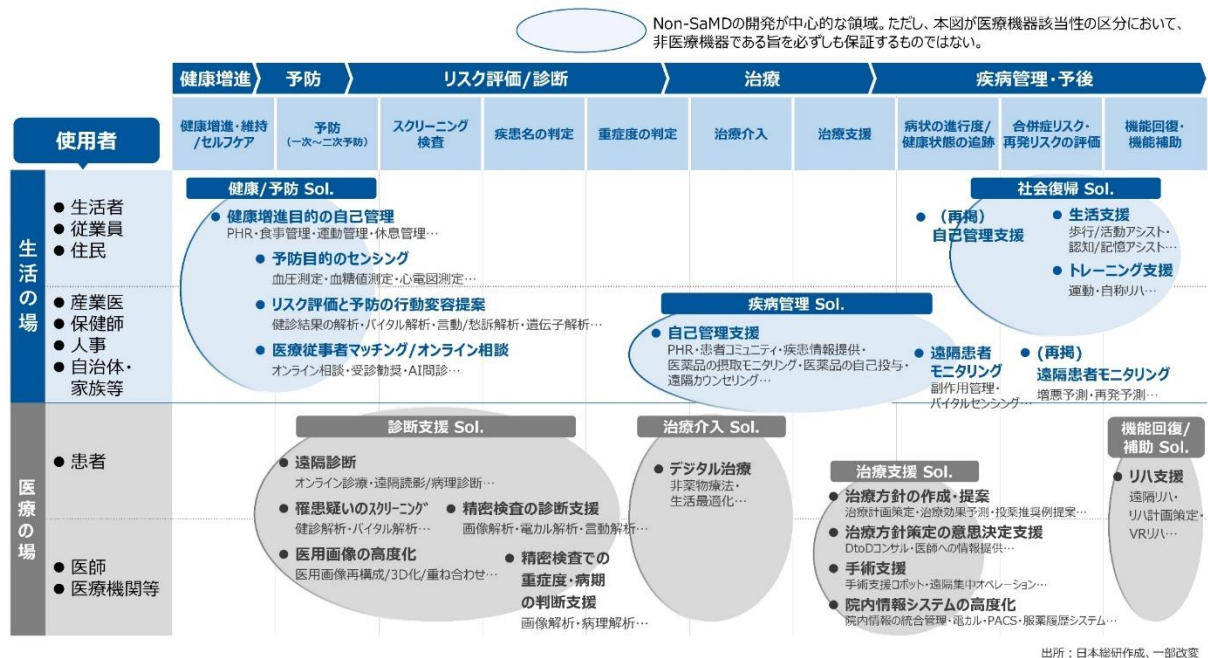 Non-SaMDの開発が中心的な領域。ただし、本図が医療機器該当性の区分において、
非医療機器である旨を必ずしも保証するものではない。
健康増進
予防
リスク評価/診断
治療
疾病管理・予後
使用者
健康増進・維持
/セルフケア
予防
(一次~二次予防)
スクリーニング
検査
疾患名の判定
重症度の判定
治療介入
治療支援
病状の進行度/
健康状態の追跡
合併症リスク・
再発リスクの評価
機能回復・
機能補助
生活の場
● 生活者
● 従業員
● 住民
● 産業医
● 保健師
● 人事
● 自治体・
家族等
健康/予防 Sol.
● 健康増進目的の自己管理
PHR・食事管理・運動管理・休息管理…
● 予防目的のセンシング
血圧測定・血糖値測定・心電図測定…
● リスク評価と予防の行動変容提案
健診結果の解析・バイタル解析・言動/愁訴解析・遺伝子解析…
● 医療従事者マッチング/オンライン相談
オンライン相談・受診勧奨・AI問診…
疾病管理 Sol.
● 自己管理支援
PHR・患者コミュニティ・疾患情報提供・
医薬品の摂取モニタリング・医薬品の自己投与・
遠隔カウンセリング…
● 遠隔患者
モニタリング
副作用管理・
バイタルセンシング…
社会復帰 Sol.
● (再掲)
自己管理支援
● 生活支援
歩行/活動アシスト・
認知/記憶アシスト…
● トレーニング支援
運動・自称リハ…
● (再掲)
遠隔患者モニタリング
増悪予測・再発予測…
医療の場
● 患者
● 医師
● 医療機関等
診断支援 Sol.
● 遠隔診断
オンライン診療・遠隔読影/病理診断…
● 罹患疑いのスクリーニング
健診解析・バイタル解析…
● 精密検査の診断支援
画像解析・電カル解析・言動解析…
● 医用画像の高度化
医用画像再構成/3D化/重ね合わせ…
● 精密検査での
重症度・病期
の判断支援
画像解析・病理解析…
治療介入 Sol.
● デジタル治療
非薬物療法・
生活最適化…
治療支援 Sol.
● 治療方針の作成・提案
治療計画策定・治療効果予測・投薬推奨例提案…
● 治療方針策定の意思決定支援
DtoDコンサル・医師への情報提供…
● 手術支援
手術支援ロボット・遠隔集中オペレーション…
● 院内情報システムの高度化
院内情報の統合管理・電カル・PACS・服薬履歴システム…
機能回復/
補助 Sol.
● リハ支援
遠隔リハ・
リハ計画策定・
VRリハ…
出所:日本総研作成、一部改変